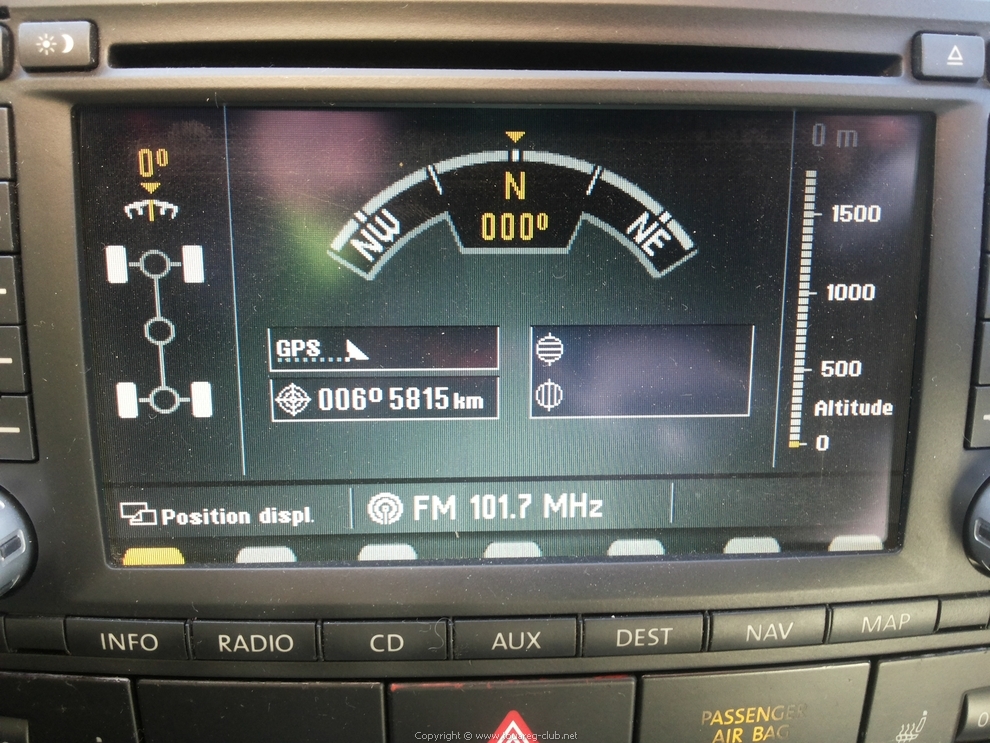 0°
0 m
N
000°
NW
NE
1500
1000
500
Altitude
0
GPS
006° 5815 km
Position displ.
FM 101.7 MHz
INFO
RADIO
CD
AUX
DEST
NAV
MAP
PASSENGER
AIR BAG
Copyright © www.touareg-club.net